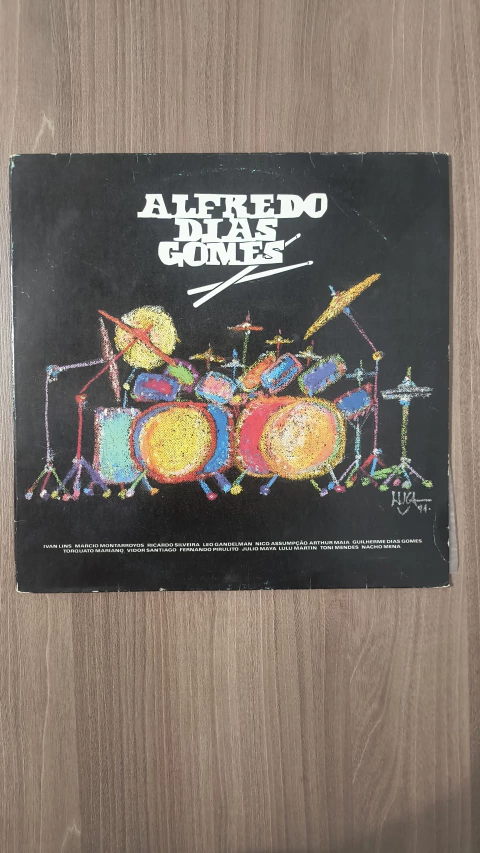 ALFREDO
DIAS
GOMES
IVAN LINS MARCIO MONTARROYOS RICARDO SILVEIRA LEO GANDELMAN NICO ASSUMPÇÃO ARTHUR MAIA GUILHERME DIAS GOMES
TORQUATO MARIANO VIDOR SANTIAGO FERNANDO PIRULITO JULIO MAYA LULU MARTIN TONI MENDES NACHO MENA